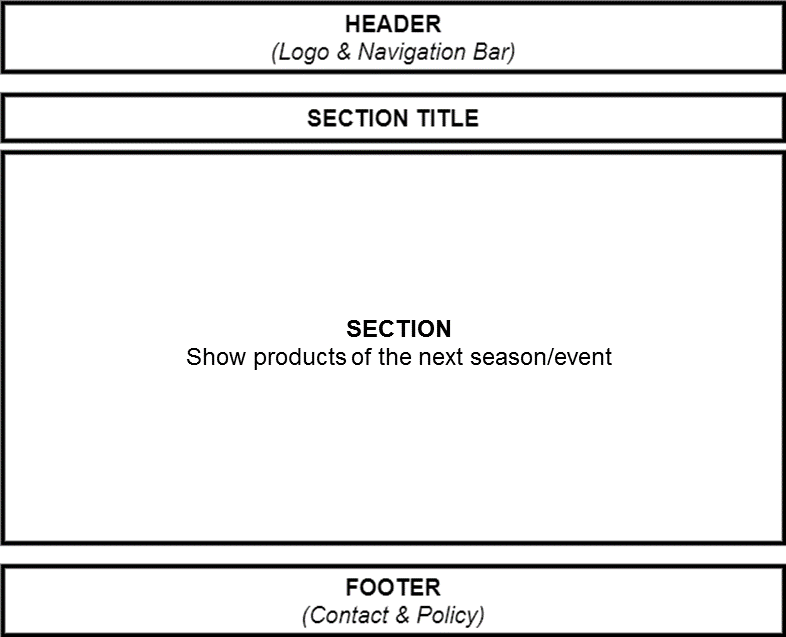 HEADER
(Logo & Navigation Bar)
SECTION TITLE
SECTION
Show products of the next season/event
FOOTER
(Contact & Policy)